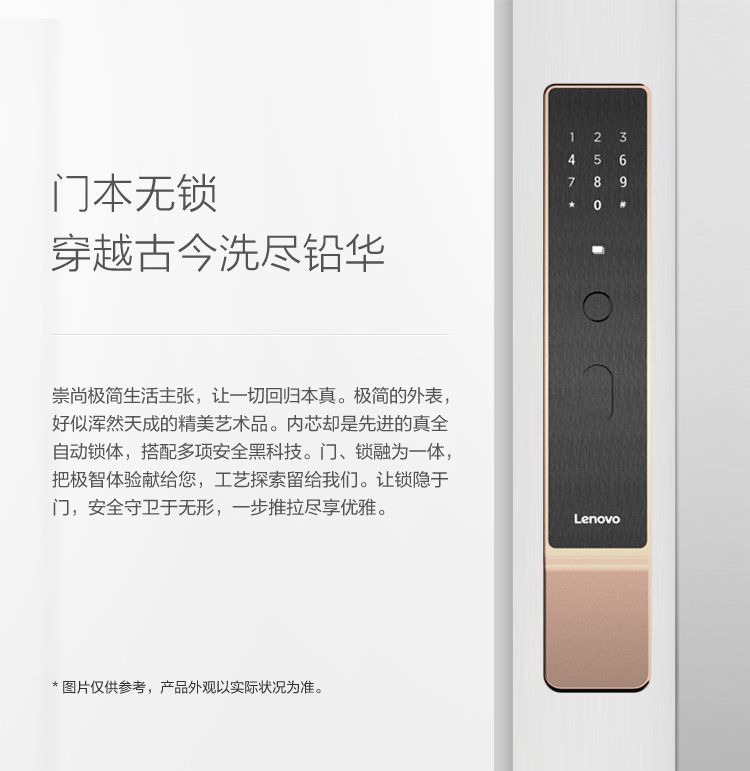 门本无锁
穿越古今洗尽铅华
崇尚极简生活主张，让一切回归本真。极简的外表，
好似浑然天成的精美艺术品。内芯却是先进的真全
自动锁体，搭配多项安全黑科技。门、锁融为一体，
把极智体验献给您，工艺探索留给我们。让锁隐于
门，安全守卫于无形，一步推拉尽享优雅。
* 图片仅供参考，产品外观以实际状况为准。
1 2 3
4 5 6
7 8 9
* 0 #
Lenovo